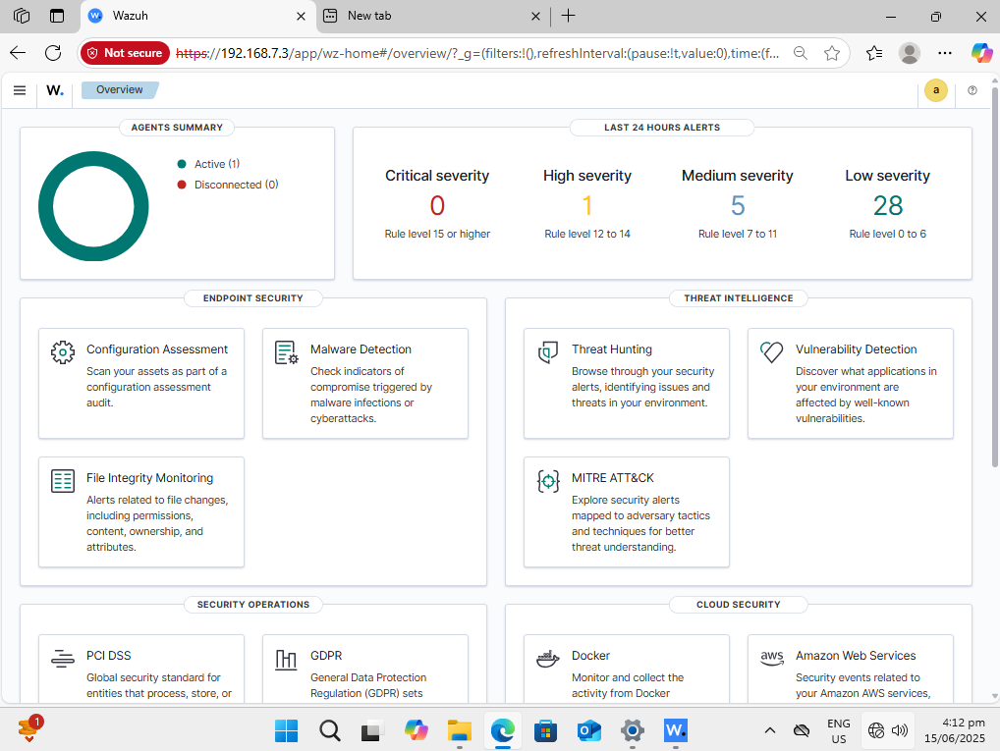 Wazuh
New tab
Not secure
https://192.168.7.3/app/wz-home#/overview/?_g=(filters:!(),refreshInterval:(pause:!t,value:0),time:(f...
W.
Overview
a
AGENTS SUMMARY
Active (1)
Disconnected (0)
LAST 24 HOURS ALERTS
Critical severity
0
Rule level 15 or higher
High severity
1
Rule level 12 to 14
Medium severity
5
Rule level 7 to 11
Low severity
28
Rule level 0 to 6
ENDPOINT SECURITY
Configuration Assessment
Scan your assets as part of a
configuration assessment
audit.
Malware Detection
Check indicators of
compromise triggered by
malware infections or
cyberattacks.
File Integrity Monitoring
Alerts related to file changes,
including permissions,
content, ownership, and
attributes.
THREAT INTELLIGENCE
Threat Hunting
Browse through your security
alerts, identifying issues and
threats in your environment.
Vulnerability Detection
Discover what applications in
your environment are
affected by well-known
vulnerabilities.
MITRE ATT&CK
Explore security alerts
mapped to adversary tactics
and techniques for better
threat understanding.
SECURITY OPERATIONS
PCI DSS
Global security standard for
entities that process, store, or
GDPR
General Data Protection
Regulation (GDPR) sets
CLOUD SECURITY
Docker
Monitor and collect the
activity from Docker
aws
Amazon Web Services
Security events related to
your Amazon AWS services,
1
W.
ENG
US
4:12 pm
15/06/2025